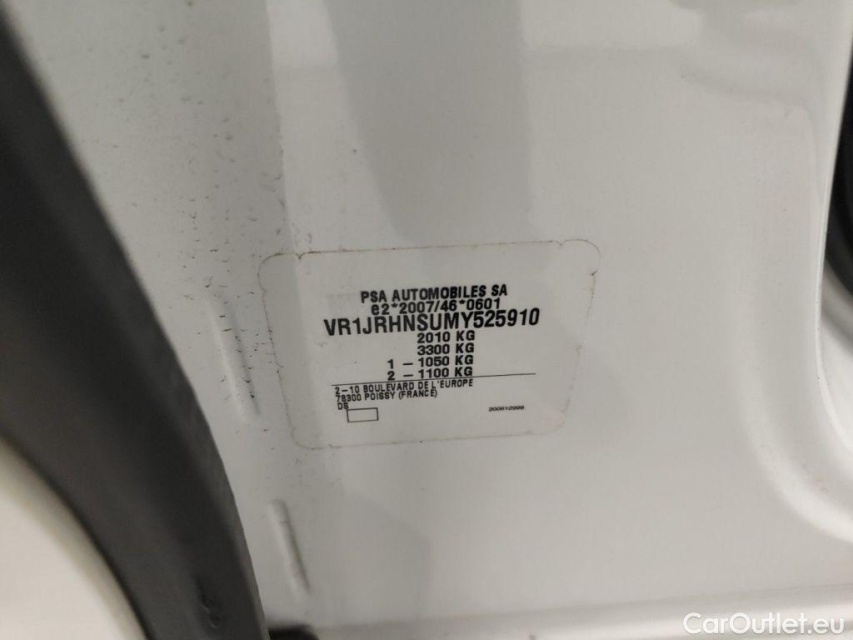 PSA AUTOMOBILES SA
e2*2007/46*0601
VR1JRHNSUMY525910
2010 KG
3300 KG
1 - 1050 KG
2 - 1100 KG
2-10 BOULEVARD DE L'EUROPE
78300 POISSY (FRANCE)
DS
CarOutlet.eu